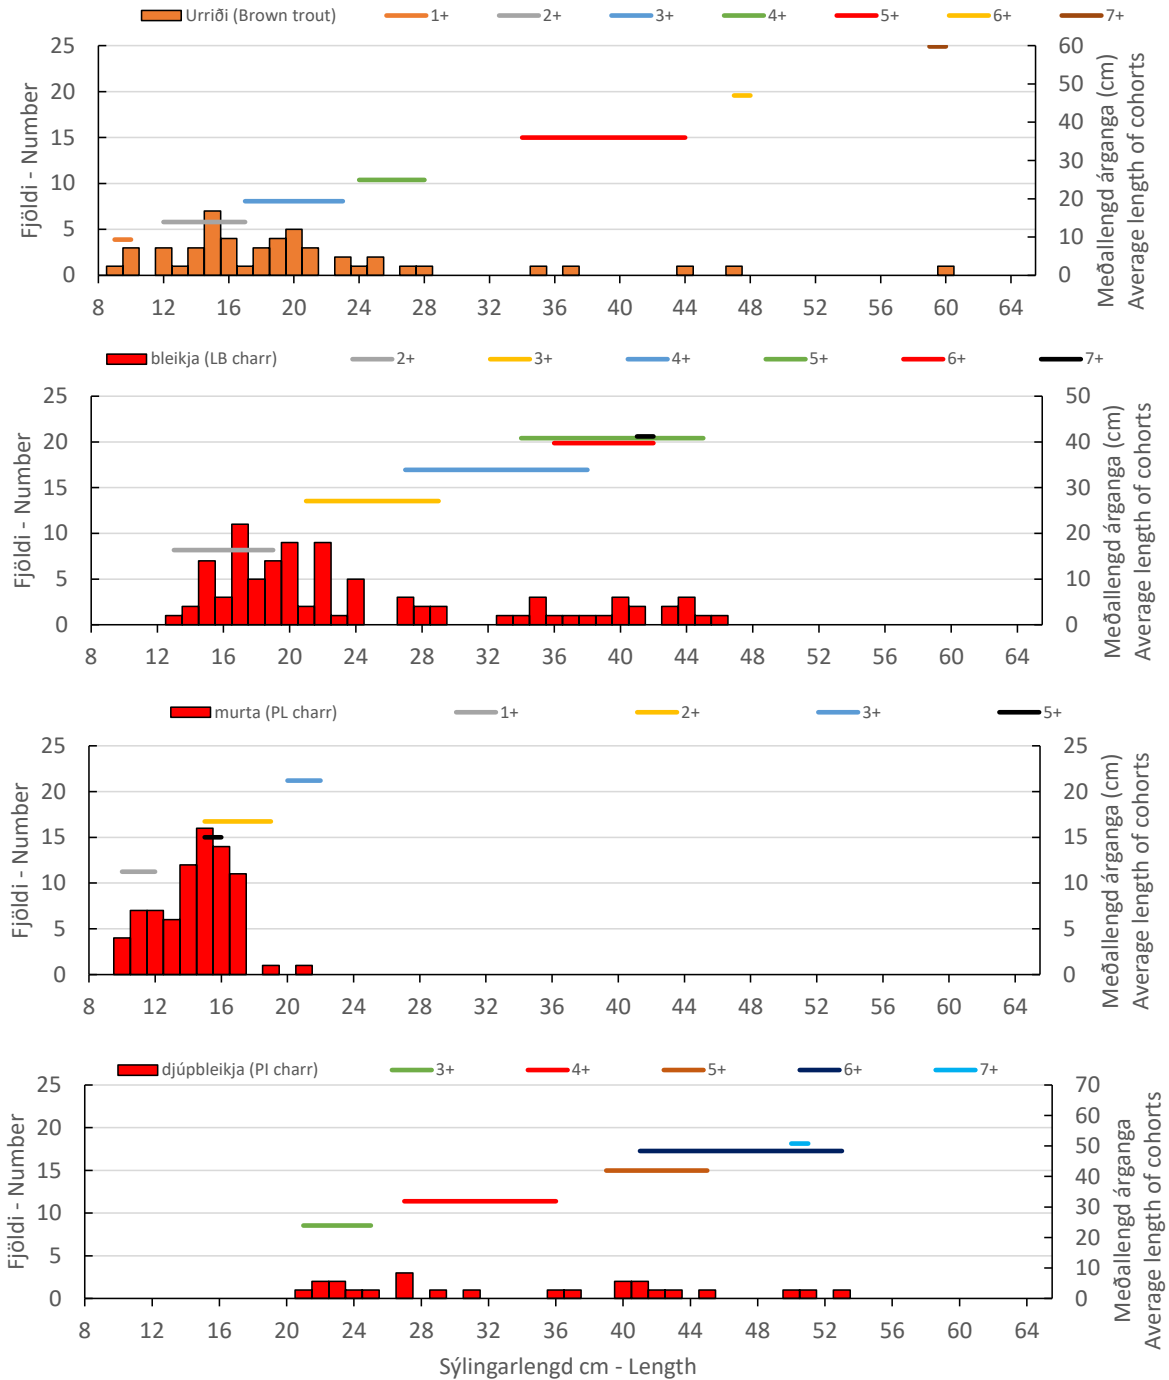 Urriði (Brown trout) 1+ 2+ 3+ 4+ 5+ 6+ 7+
25 20 15 10 5 0
Fjöldi - Number
60 50 40 30 20 10 0
Meðallengd árganga (cm)
Average length of cohorts
8 12 16 20 24 28 32 36 40 44 48 52 56 60 64
bleikja (LB charr) 2+ 3+ 4+ 5+ 6+ 7+
25 20 15 10 5 0
Fjöldi - Number
50 40 30 20 10 0
Meðallengd árganga (cm)
Average length of cohorts
8 12 16 20 24 28 32 36 40 44 48 52 56 60 64
murta (PL charr) 1+ 2+ 3+ 5+
25 20 15 10 5 0
Fjöldi - Number
25 20 15 10 5 0
Meðallengd árganga (cm)
Average length of cohorts
8 12 16 20 24 28 32 36 40 44 48 52 56 60 64
djúpbleikja (PI charr) 3+ 4+ 5+ 6+ 7+
25 20 15 10 5 0
Fjöldi - Number
70 60 50 40 30 20 10 0
Meðallengd árganga
Average length of cohorts
8 12 16 20 24 28 32 36 40 44 48 52 56 60 64
Sýlingarlengd cm - Length